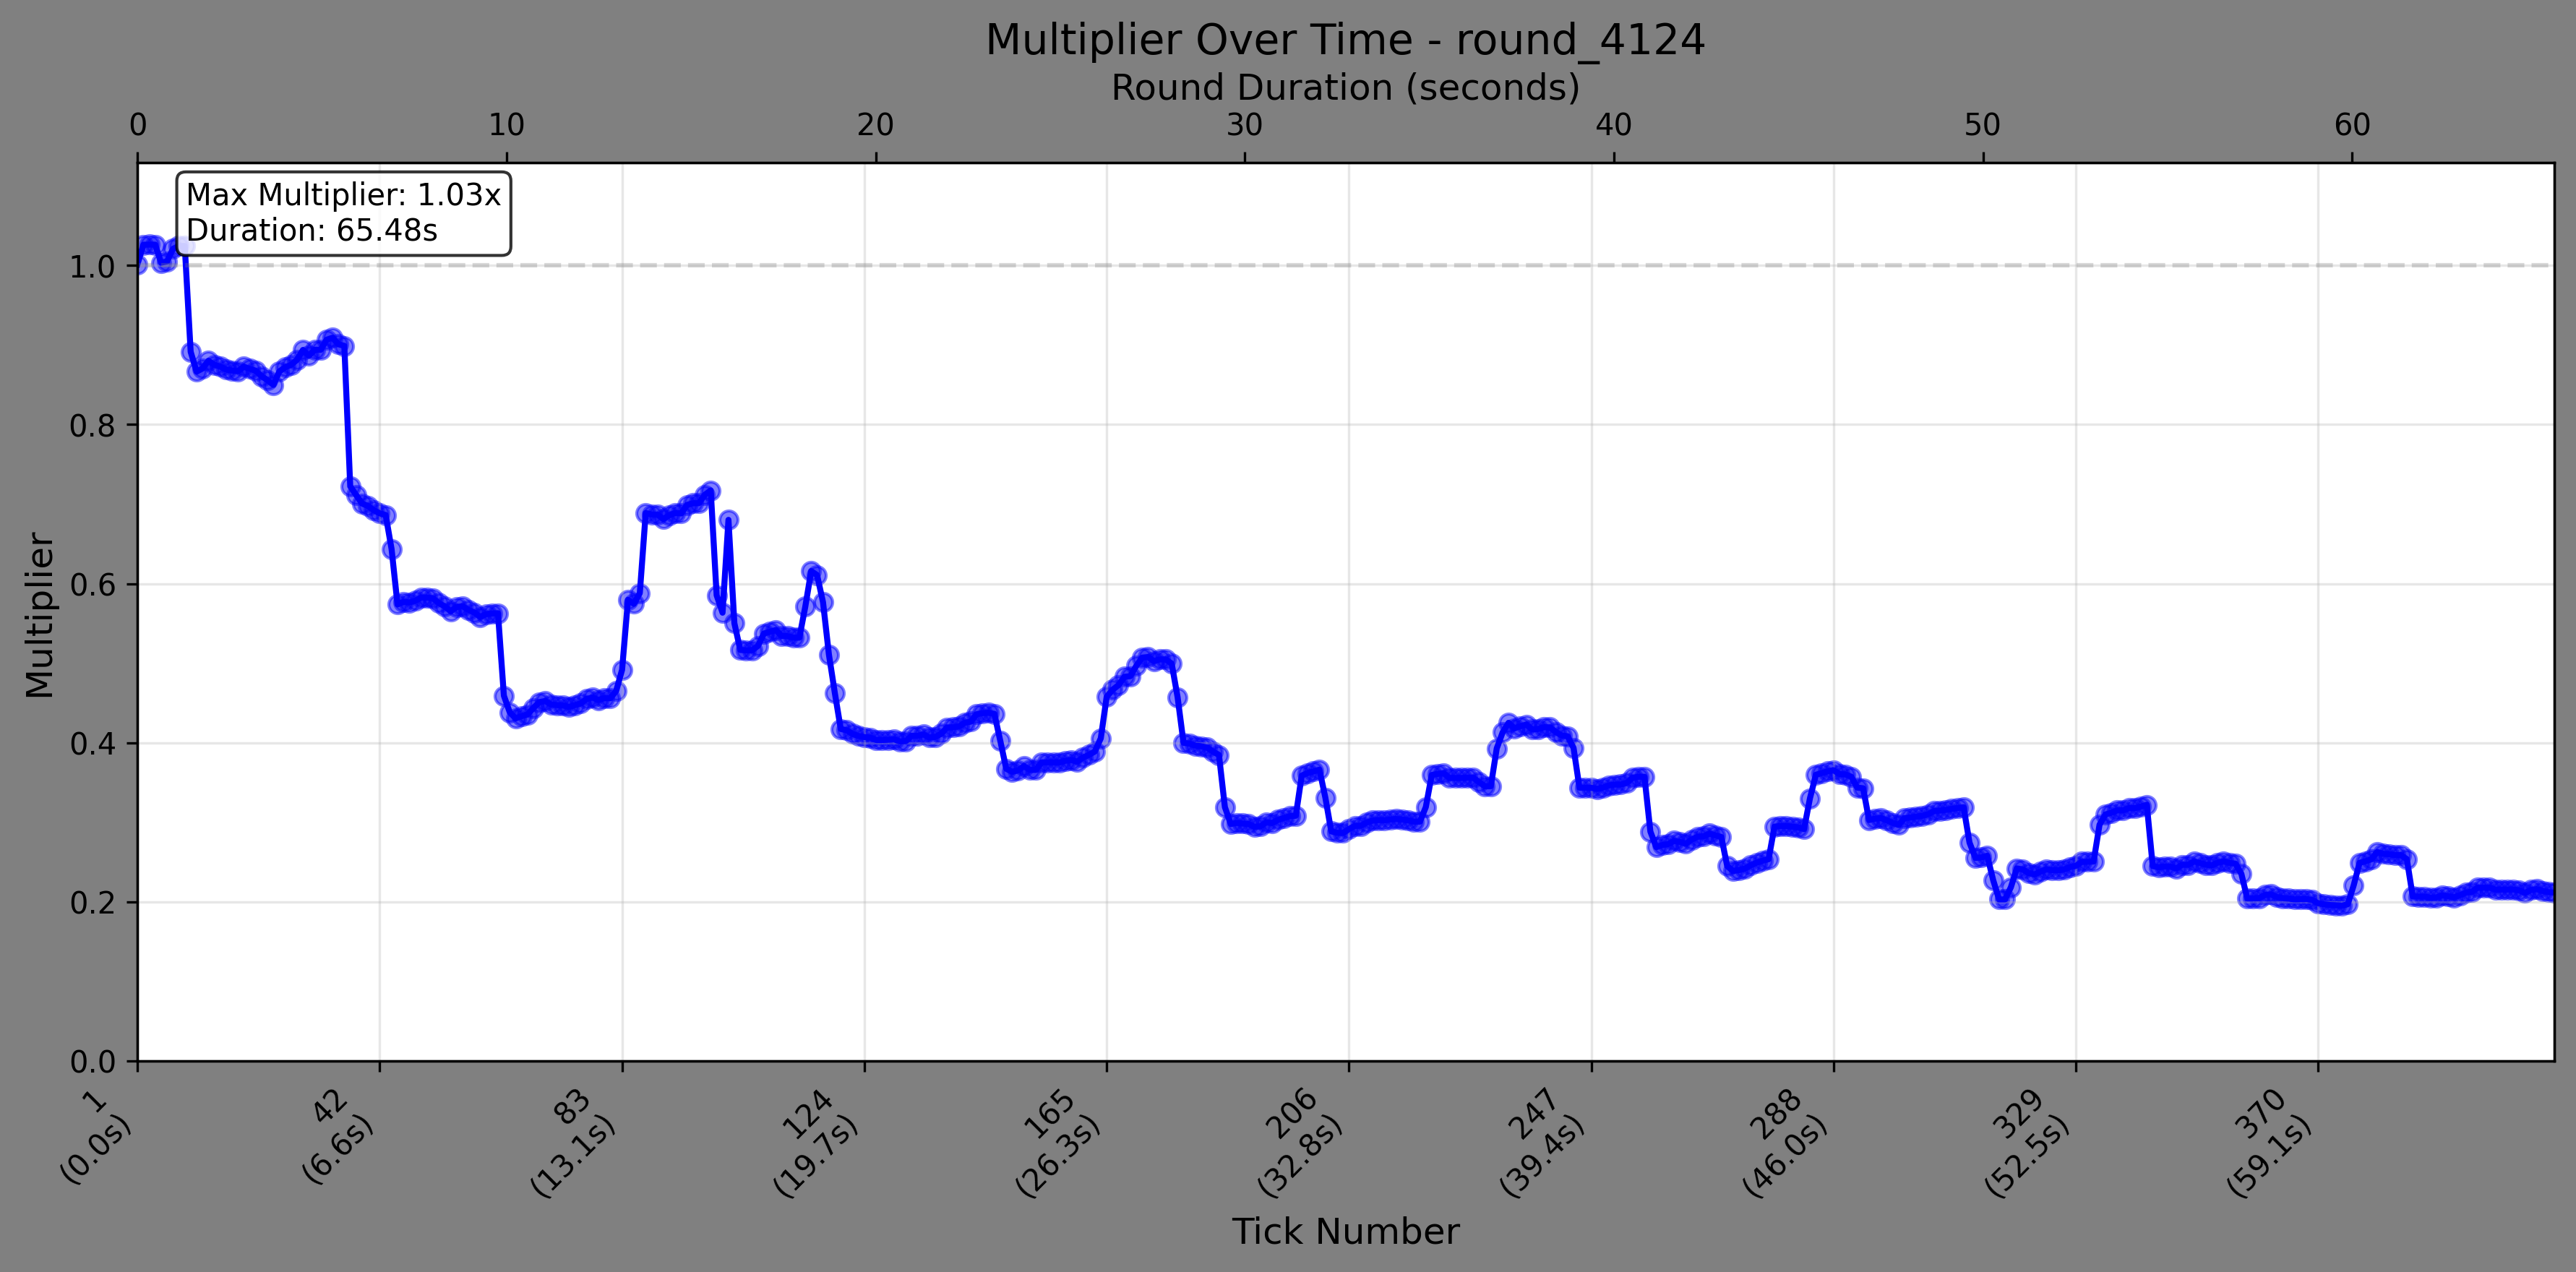 Multiplier Over Time - round_4124
Round Duration (seconds)
0 10 20 30 40 50 60
Max Multiplier: 1.03x
Duration: 65.48s
Multiplier
1.0
0.8
0.6
0.4
0.2
0.0
1
(0.0s)
42
(6.6s)
83
(13.1s)
124
(19.7s)
165
(26.3s)
206
(32.8s)
247
(39.4s)
288
(46.0s)
329
(52.5s)
370
(59.1s)
Tick Number